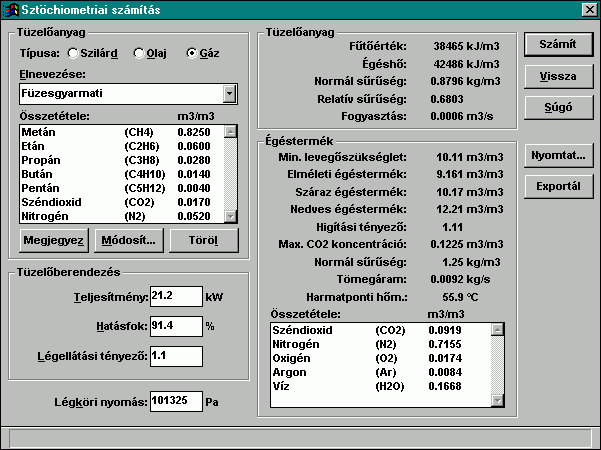 Sztöchiometriai számítás
Tüzelőanyag
Típusa: Szilárd Olaj Gáz
Elnevezése:
Füzesgyarmati
Összetétele: m3/m3
Metán (CH4) 0.8250
Etán (C2H6) 0.0600
Propán (C3H8) 0.0280
Bután (C4H10) 0.0140
Pentán (C5H12) 0.0040
Széndioxid (CO2) 0.0170
Nitrogén (N2) 0.0520
Megjegyez Módosít... Töröl
Tüzelőberendezés
Teljesítmény: 21.2 kW
Hatásfok: 91.4 %
Légellátási tényező: 1.1
Légköri nyomás: 101325 Pa
Tüzelőanyag
Fűtőérték: 38465 kJ/m3
Égéshő: 42486 kJ/m3
Normál sűrűség: 0.8796 kg/m3
Relatív sűrűség: 0.6803
Fogyasztás: 0.0006 m3/s
Égéstermék
Min. levegőszükséglet: 10.11 m3/m3
Elméleti égéstermék: 9.161 m3/m3
Száraz égéstermék: 10.17 m3/m3
Nedves égéstermék: 12.21 m3/m3
Hígítási tényező: 1.11
Max. CO2 koncentráció: 0.1225 m3/m3
Normál sűrűség: 1.25 kg/m3
Tömegáram: 0.0092 kg/s
Harmatponti hőm.: 55.9 °C
Összetétele: m3/m3
Széndioxid (CO2) 0.0919
Nitrogén (N2) 0.7155
Oxigén (O2) 0.0174
Argon (Ar) 0.0084
Víz (H2O) 0.1668
Számít
Vissza
Súgó
Nyomtat...
Exportál